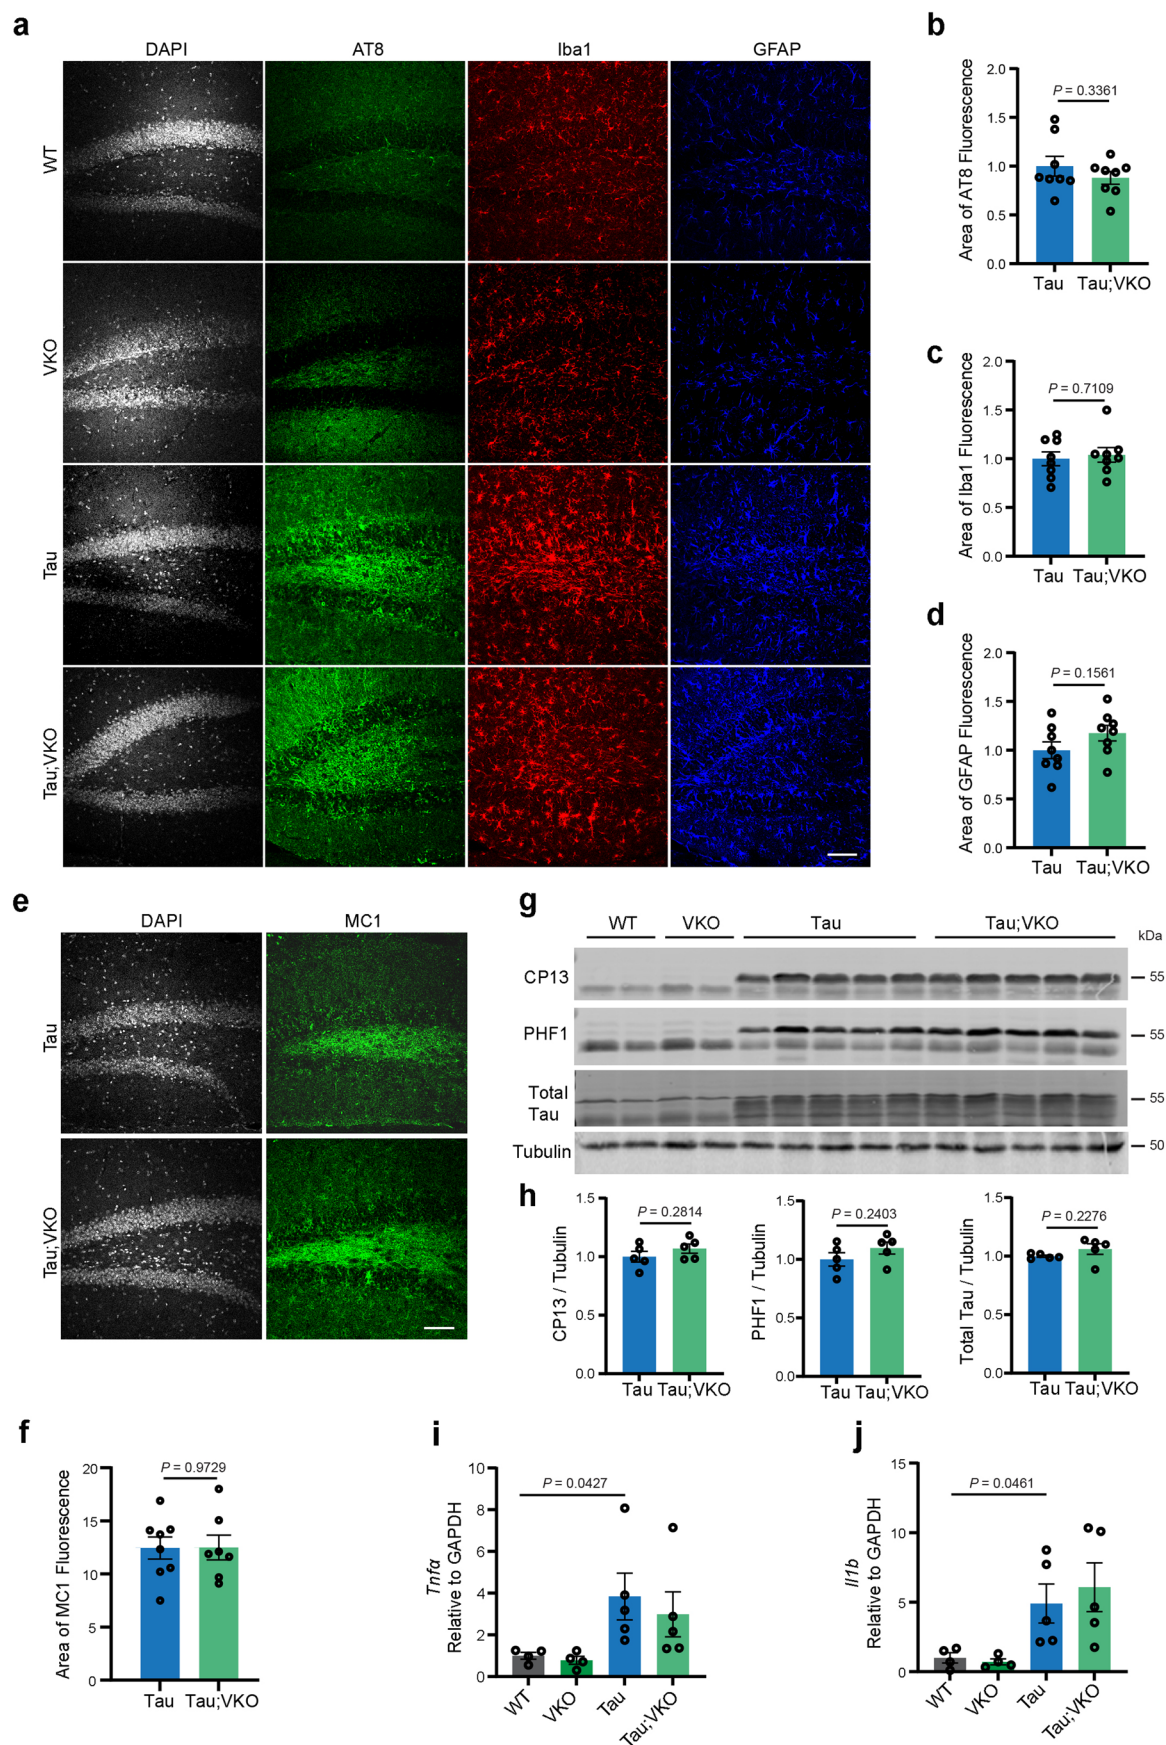 a
DAPI AT8 Iba1 GFAP
WT
VKO
Tau
Tau;VKO
b
Area of AT8 Fluorescence
2.0
1.5
1.0
0.5
0.0
P = 0.3361
Tau Tau;VKO
c
Area of Iba1 Fluorescence
2.0
1.5
1.0
0.5
0.0
P = 0.7109
Tau Tau;VKO
d
Area of GFAP Fluorescence
2.0
1.5
1.0
0.5
0.0
P = 0.1561
Tau Tau;VKO
e
DAPI MC1
Tau
Tau;VKO
g
WT VKO Tau Tau;VKO
kDa
CP13 55
PHF1 55
Total
Tau
55
Tubulin 50
h
CP13 / Tubulin
1.5
1.0
0.5
0.0
P = 0.2814
Tau Tau;VKO
PHF1 / Tubulin
1.5
1.0
0.5
0.0
P = 0.2403
Tau Tau;VKO
Total Tau / Tubulin
1.5
1.0
0.5
0.0
P = 0.2276
Tau Tau;VKO
f
Area of MC1 Fluorescence
20
15
10
5
0
P = 0.9729
Tau Tau;VKO
i
Tnfα
Relative to GAPDH
10
8
6
4
2
0
P = 0.0427
WT VKO Tau Tau;VKO
j
Il1b
Relative to GAPDH
15
10
5
0
P = 0.0461
WT VKO Tau Tau;VKO